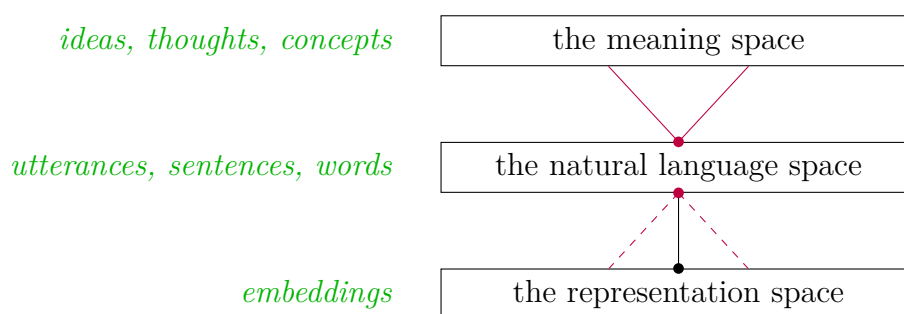 ideas, thoughts, concepts the meaning space
utterances, sentences, words the natural language space
embeddings the representation space